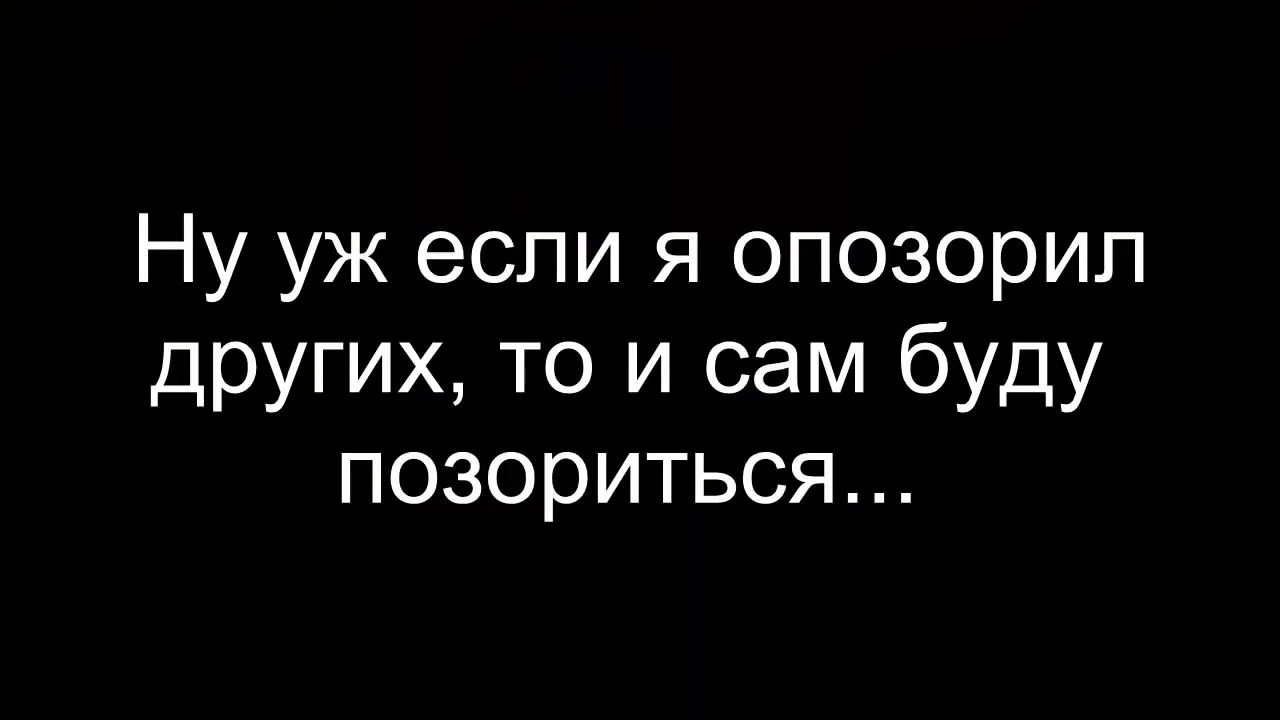 Ну уж если я опозорил
других, то и сам буду
позориться...